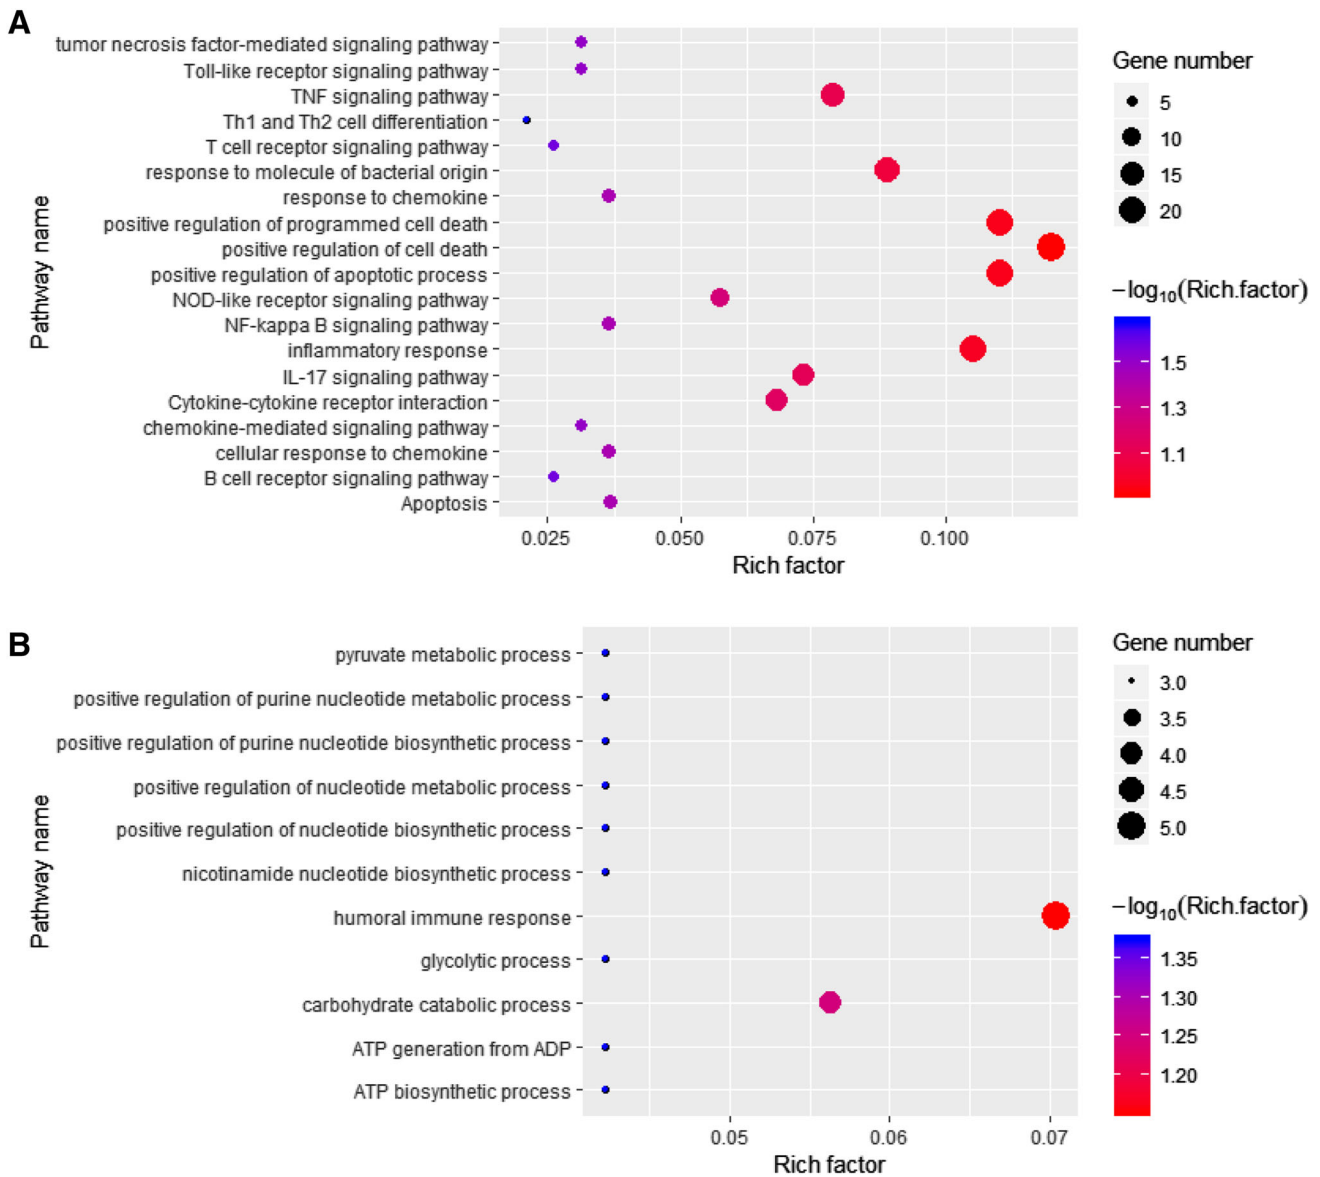 A
tumor necrosis factor-mediated signaling pathway
Toll-like receptor signaling pathway
TNF signaling pathway
Th1 and Th2 cell differentiation
T cell receptor signaling pathway
response to molecule of bacterial origin
response to chemokine
positive regulation of programmed cell death
positive regulation of cell death
positive regulation of apoptotic process
NOD-like receptor signaling pathway
NF-kappa B signaling pathway
inflammatory response
IL-17 signaling pathway
Cytokine-cytokine receptor interaction
chemokine-mediated signaling pathway
cellular response to chemokine
B cell receptor signaling pathway
Apoptosis
Pathway name
0.025 0.050 0.075 0.100
Rich factor
Gene number
5
10
15
20
−log₁₀(Rich.factor)
1.5
1.3
1.1
B
pyruvate metabolic process
positive regulation of purine nucleotide metabolic process
positive regulation of purine nucleotide biosynthetic process
positive regulation of nucleotide metabolic process
positive regulation of nucleotide biosynthetic process
nicotinamide nucleotide biosynthetic process
humoral immune response
glycolytic process
carbohydrate catabolic process
ATP generation from ADP
ATP biosynthetic process
Pathway name
0.05 0.06 0.07
Rich factor
Gene number
3.0
3.5
4.0
4.5
5.0
−log₁₀(Rich.factor)
1.35
1.30
1.25
1.20